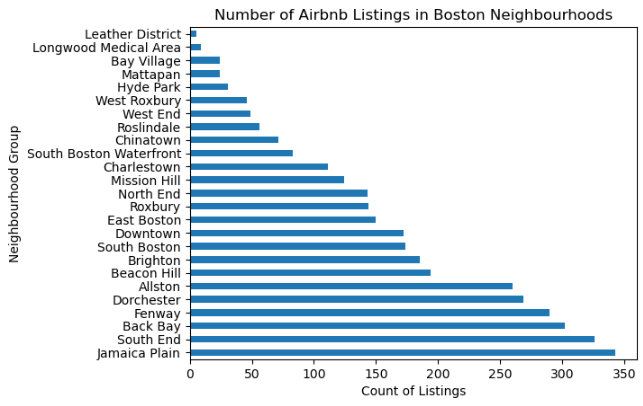 Number of Airbnb Listings in Boston Neighbourhoods
Neighbourhood Group
Leather District
Longwood Medical Area
Bay Village
Mattapan
Hyde Park
West Roxbury
West End
Roslindale
Chinatown
South Boston Waterfront
Charlestown
Mission Hill
North End
Roxbury
East Boston
Downtown
South Boston
Brighton
Beacon Hill
Allston
Dorchester
Fenway
Back Bay
South End
Jamaica Plain
0 50 100 150 200 250 300 350
Count of Listings